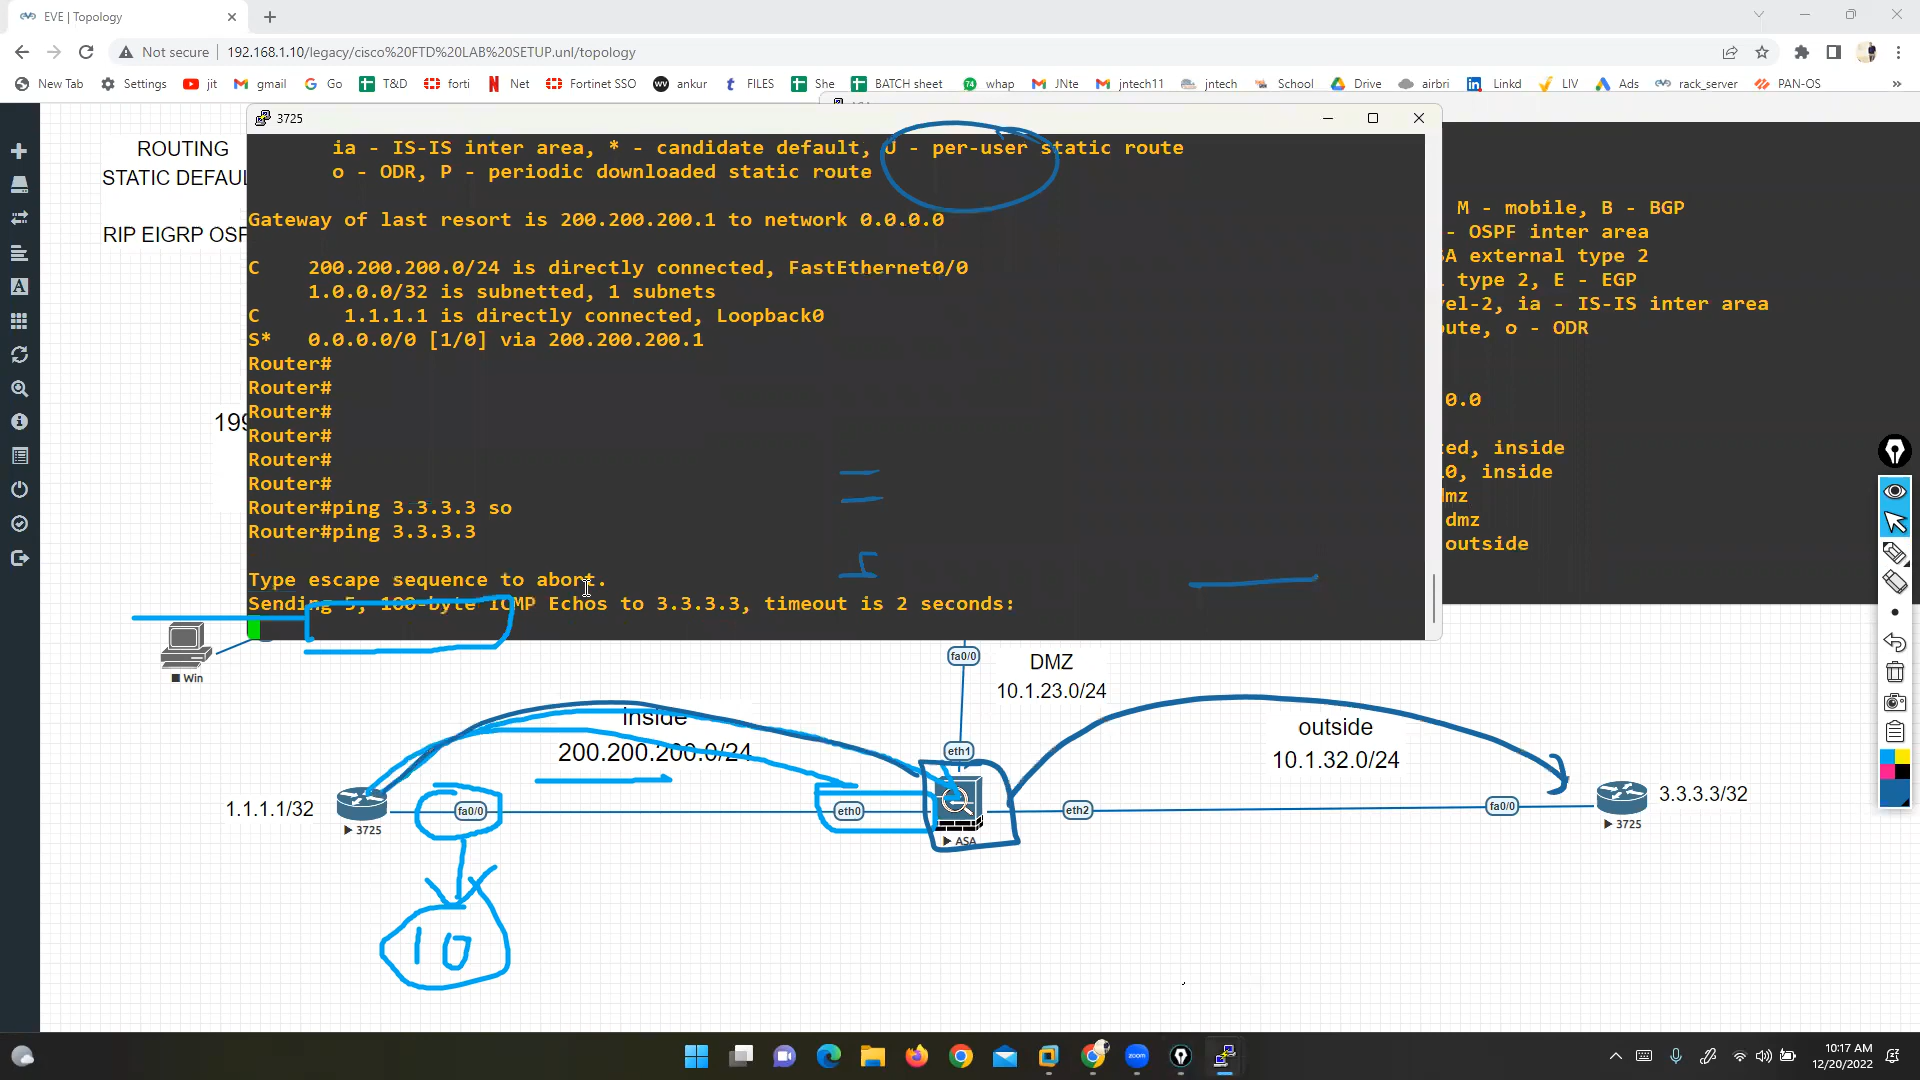 EVE | Topology
Not secure
192.168.1.10/legacy/cisco%20FTD%20LAB%20SETUP.unl/topology
New Tab
Settings
jit
gmail
Go
T&D
forti
Net
Fortinet SSO
ankur
FILES
She
BATCH sheet
whap
JNte
jntech11
jntech
School
Drive
airbri
Linkd
LIV
Ads
rack_server
PAN-OS
»
ROUTING
STATIC DEFAUL
RIP EIGRP OSP
199
3725
ia - IS-IS inter area, * - candidate default, U - per-user static route
o - ODR, P - periodic downloaded static route
Gateway of last resort is 200.200.200.1 to network 0.0.0.0
C    200.200.200.0/24 is directly connected, FastEthernet0/0
1.0.0.0/32 is subnetted, 1 subnets
C       1.1.1.1 is directly connected, Loopback0
S*   0.0.0.0/0 [1/0] via 200.200.200.1
Router#
Router#
Router#
Router#
Router#
Router#
Router#ping 3.3.3.3 so
Router#ping 3.3.3.3
Type escape sequence to abort.
Sending 5, 100-byte ICMP Echos to 3.3.3.3, timeout is 2 seconds:
M - mobile, B - BGP
- OSPF inter area
SA external type 2
type 2, E - EGP
vel-2, ia - IS-IS inter area
oute, o - ODR
0.0
ted, inside
10, inside
dmz
dmz
outside
Win
fa0/0
DMZ
10.1.23.0/24
eth1
inside
200.200.200.0/24
outside
10.1.32.0/24
1.1.1.1/32
fa0/0
eth0
eth2
fa0/0
3.3.3.3/32
3725
ASA
3725
10
10:17 AM
12/20/2022